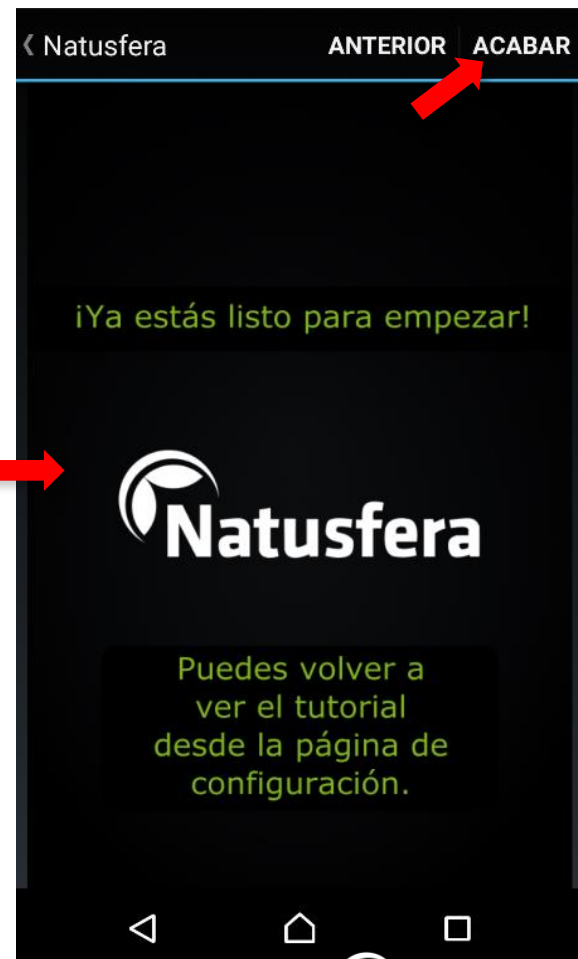 Natusfera ANTERIOR ACABAR
¡Ya estás listo para empezar!
Natusfera
Puedes volver a
ver el tutorial
desde la página de
configuración.